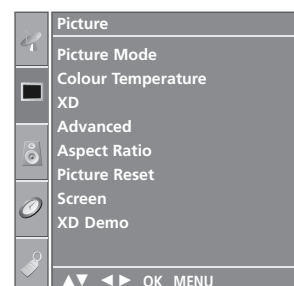 Picture
Picture Mode
Colour Temperature
XD
Advanced
Aspect Ratio
Picture Reset
Screen
XD Demo
▲▼ ◄► OK MENU